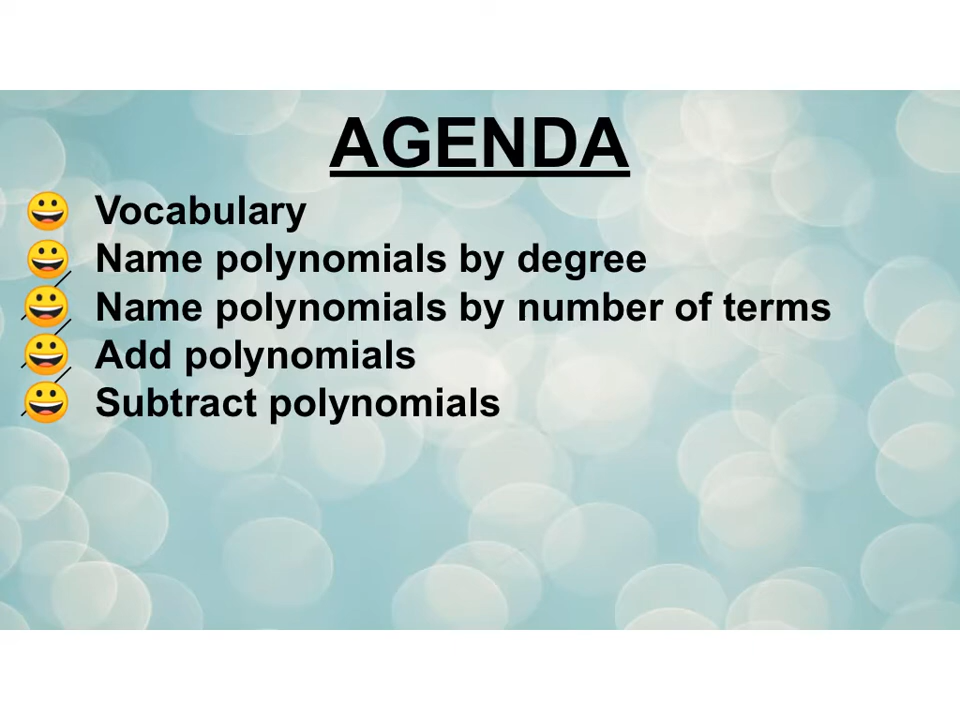 AGENDA
😀 Vocabulary
😀 Name polynomials by degree
😀 Name polynomials by number of terms
😀 Add polynomials
😀 Subtract polynomials